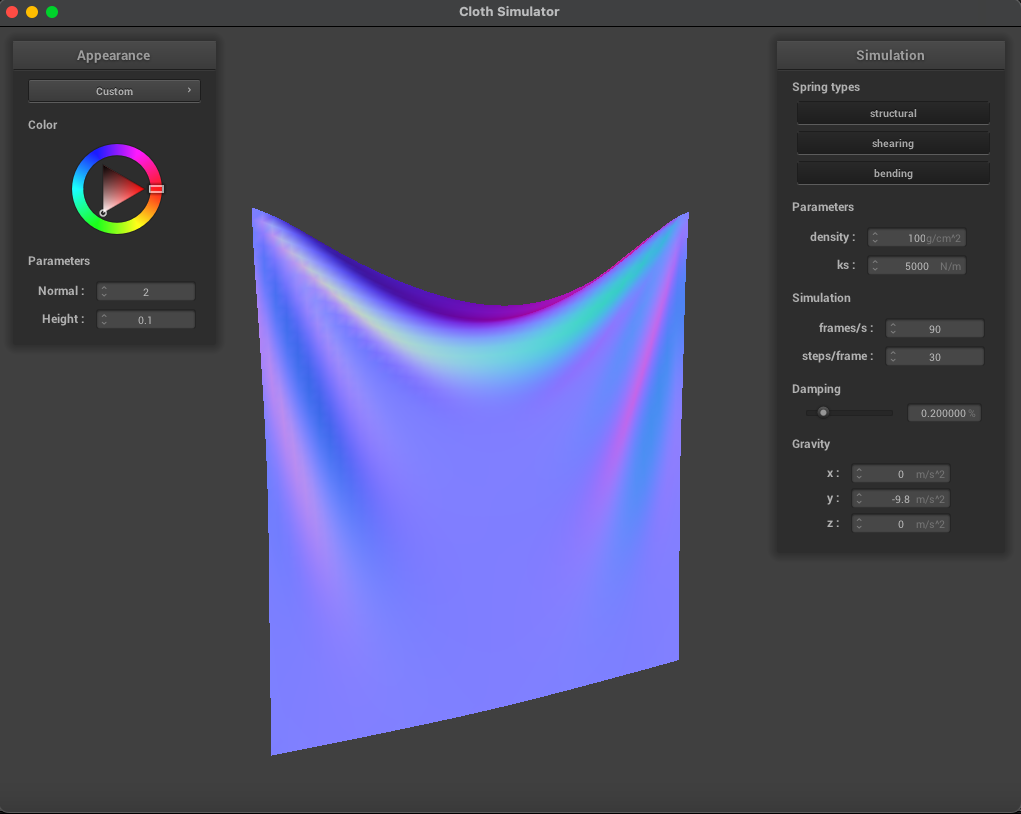 Cloth Simulator
Appearance
Custom ›
Color
Parameters
Normal : 2
Height : 0.1
Simulation
Spring types
structural
shearing
bending
Parameters
density : 100g/cm^2
ks : 5000 N/m
Simulation
frames/s : 90
steps/frame : 30
Damping
0.200000 %
Gravity
x : 0 m/s^2
y : -9.8 m/s^2
z : 0 m/s^2